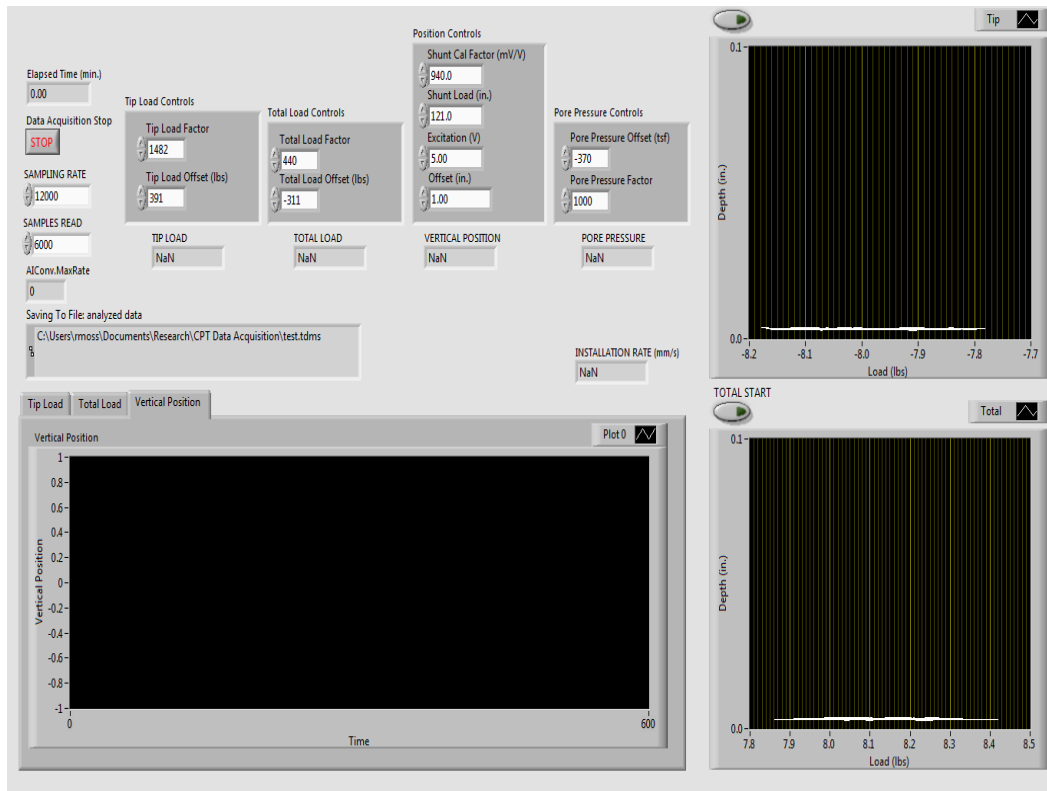 Elapsed Time (min.)
0.00
Data Acquisition Stop
STOP
SAMPLING RATE
12000
SAMPLES READ
6000
AIConv.MaxRate
0
Tip Load Controls
Tip Load Factor
1482
Tip Load Offset (lbs)
391
TIP LOAD
NaN
Total Load Controls
Total Load Factor
440
Total Load Offset (lbs)
-311
TOTAL LOAD
NaN
Position Controls
Shunt Cal Factor (mV/V)
940.0
Shunt Load (in.)
121.0
Excitation (V)
5.00
Offset (in.)
1.00
VERTICAL POSITION
NaN
Pore Pressure Controls
Pore Pressure Offset (tsf)
-370
Pore Pressure Factor
1000
PORE PRESSURE
NaN
Saving To File: analyzed data
C:\Users\rmoss\Documents\Research\CPT Data Acquisition\test.tdms
INSTALLATION RATE (mm/s)
NaN
Tip Load Total Load Vertical Position
Vertical Position
Plot 0
1
0.8
0.6
0.4
0.2
0
-0.2
-0.4
-0.6
-0.8
-1
Vertical Position
0 600
Time
Tip
0.1
Depth (in.)
0.0
-8.2 -8.1 -8.0 -7.9 -7.8 -7.7
Load (lbs)
TOTAL START
Total
0.1
Depth (in.)
0.0
7.8 7.9 8.0 8.1 8.2 8.3 8.4 8.5
Load (lbs)